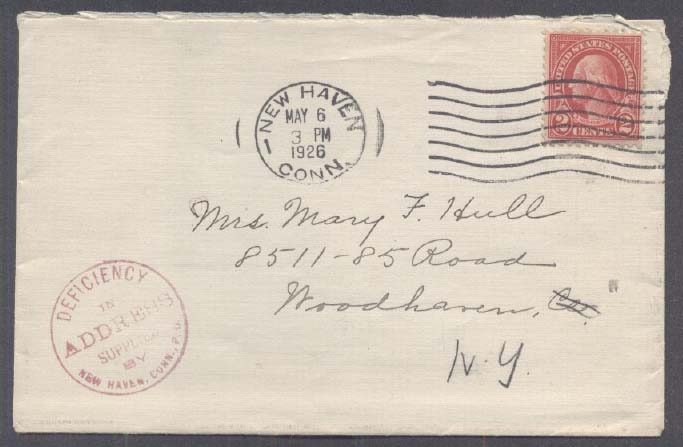 UNITED STATES POSTAGE
2 CENTS 2
NEW HAVEN
MAY 6
3 PM
1926
CONN.
Mrs. Mary F. Hull
8511-85 Road
Woodhaven,
N.Y.
DEFICIENCY
IN
ADDRESS
SUPPLIED
BY
NEW HAVEN, CONN., P.O.